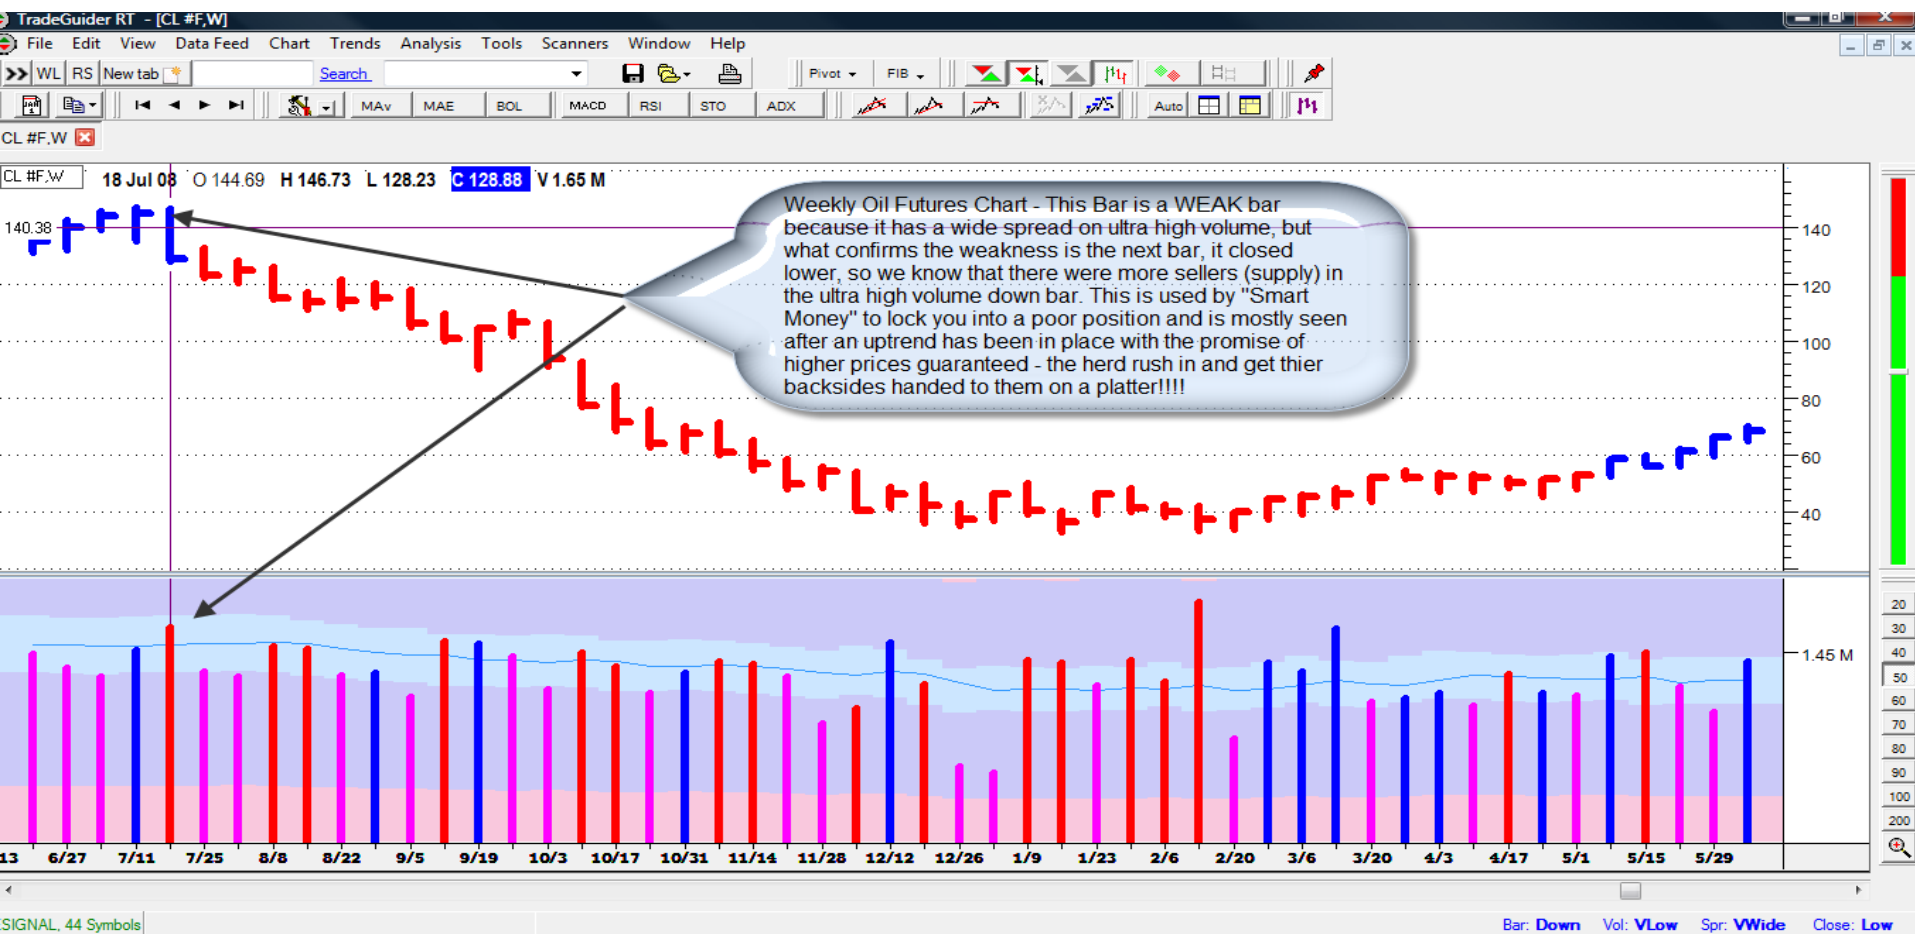 TradeGuider RT - [CL #F,W]
File Edit View Data Feed Chart Trends Analysis Tools Scanners Window Help
>> WL RS New tab Search Pivot FIB
MAv MAE BOL MACD RSI STO ADX Auto
CL #F,W
CL #F,W 18 Jul 08 O 144.69 H 146.73 L 128.23 C 128.88 V 1.65 M
140.38
Weekly Oil Futures Chart - This Bar is a WEAK bar
because it has a wide spread on ultra high volume, but
what confirms the weakness is the next bar, it closed
lower, so we know that there were more sellers (supply) in
the ultra high volume down bar. This is used by "Smart
Money" to lock you into a poor position and is mostly seen
after an uptrend has been in place with the promise of
higher prices guaranteed - the herd rush in and get thier
backsides handed to them on a platter!!!!
140
120
100
80
60
40
1.45 M
20
30
40
50
60
70
80
90
100
200
13 6/27 7/11 7/25 8/8 8/22 9/5 9/19 10/3 10/17 10/31 11/14 11/28 12/12 12/26 1/9 1/23 2/6 2/20 3/6 3/20 4/3 4/17 5/1 5/15 5/29
ESIGNAL, 44 Symbols
Bar: Down Vol: VLow Spr: VWide Close: Low